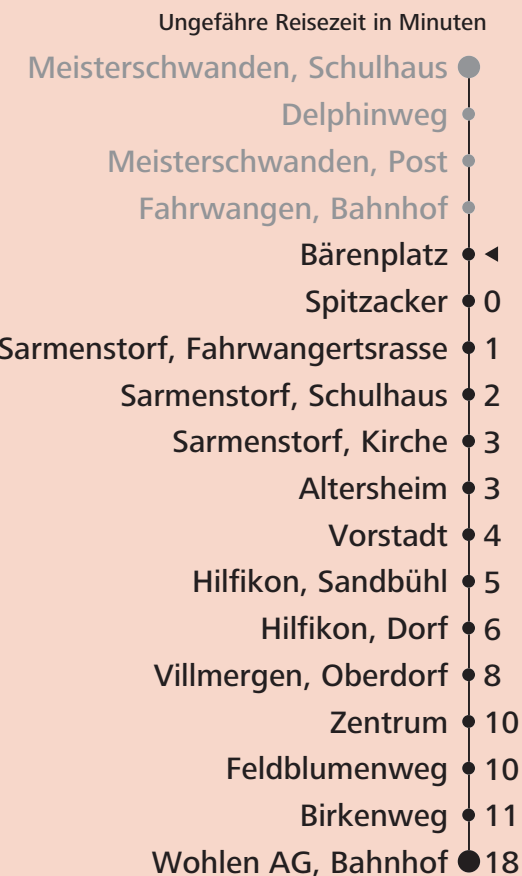 Ungefähre Reisezeit in Minuten
Meisterschwanden, Schulhaus
Delphinweg
Meisterschwanden, Post
Fahrwangen, Bahnhof
Bärenplatz
Spitzacker 0
Sarmenstorf, Fahrwangertsrasse 1
Sarmenstorf, Schulhaus 2
Sarmenstorf, Kirche 3
Altersheim 3
Vorstadt 4
Hilfikon, Sandbühl 5
Hilfikon, Dorf 6
Villmergen, Oberdorf 8
Zentrum 10
Feldblumenweg 10
Birkenweg 11
Wohlen AG, Bahnhof 18